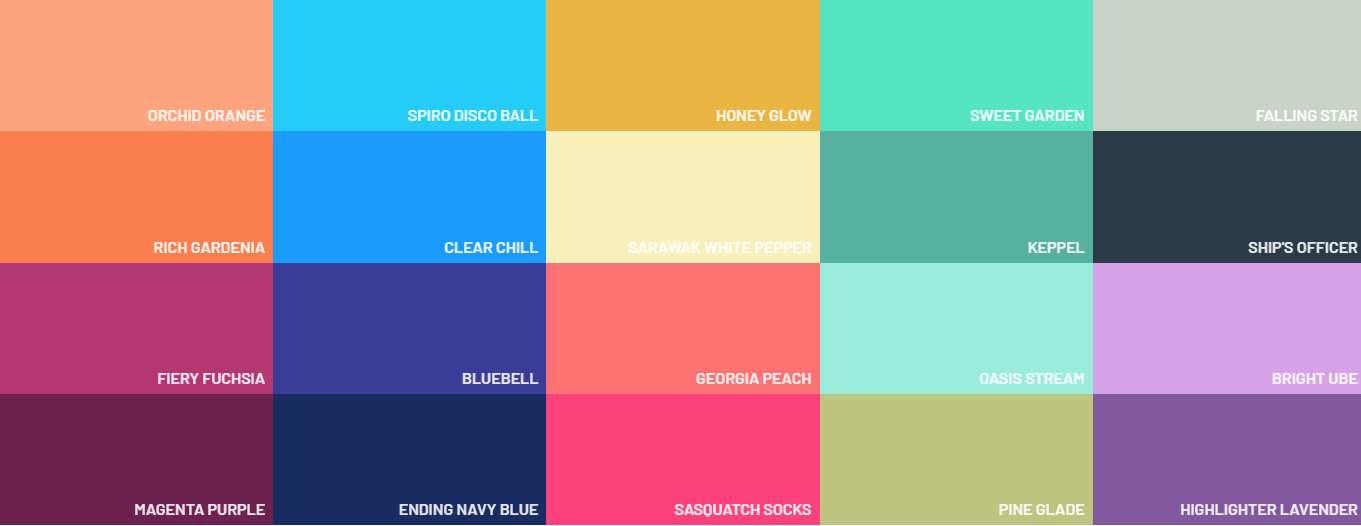 ORCHID ORANGE
SPIRO DISCO BALL
HONEY GLOW
SWEET GARDEN
FALLING STAR
RICH GARDENIA
CLEAR CHILL
SARAWAK WHITE PEPPER
KEPPEL
SHIP'S OFFICER
FIERY FUCHSIA
BLUEBELL
GEORGIA PEACH
OASIS STREAM
BRIGHT UBE
MAGENTA PURPLE
ENDING NAVY BLUE
SASQUATCH SOCKS
PINE GLADE
HIGHLIGHTER LAVENDER